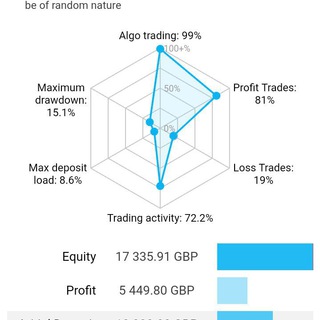 be of random nature
Algo trading: 99%
100+%
Maximum
drawdown:
15.1%
50%
Profit Trades:
81%
0%
Max deposit
load: 8.6%
Loss Trades:
19%
Trading activity: 72.2%
Equity 17 335.91 GBP
Profit 5 449.80 GBP